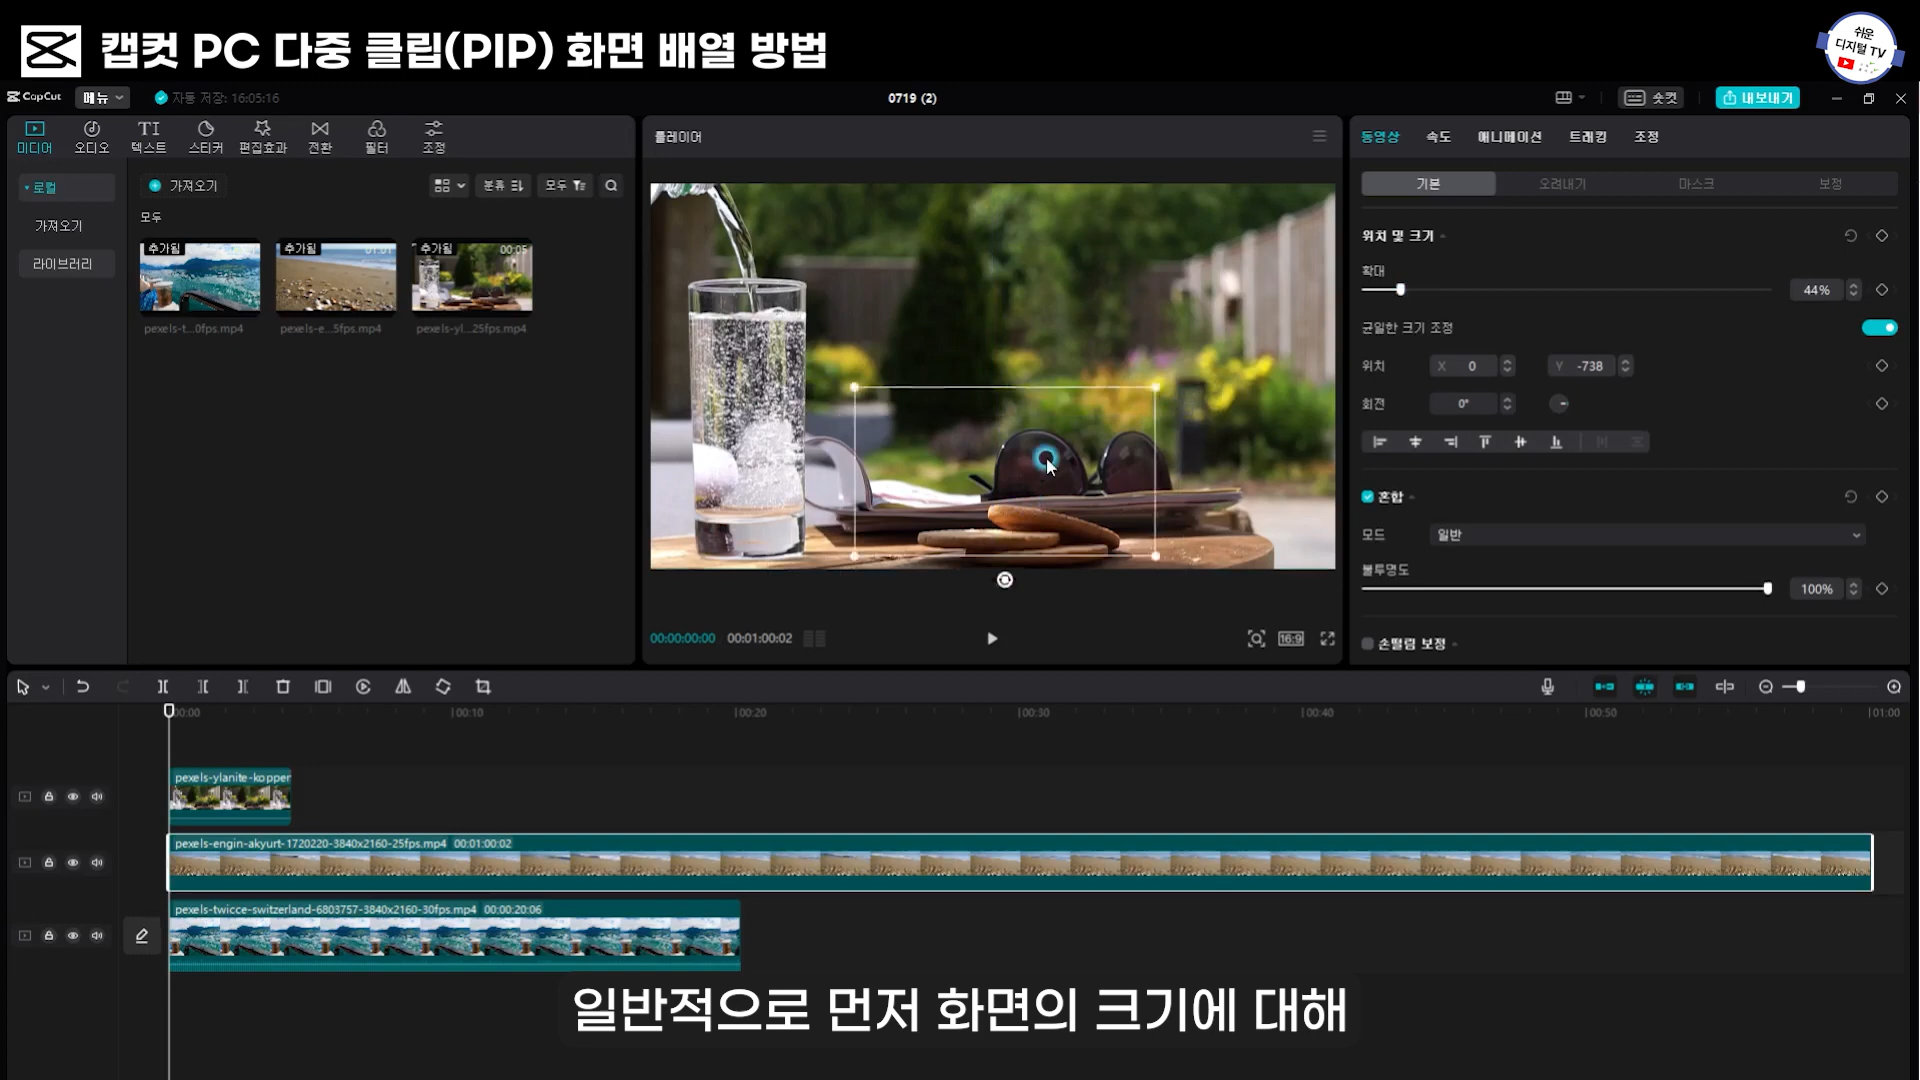 캡컷 PC 다중 클립(PIP) 화면 배열 방법
쉬운
디지털 TV
CapCut
메뉴
자동 저장: 16:05:16
0719 (2)
숏컷
내보내기
미디어
오디오
텍스트
스티커
편집효과
전환
필터
조정
로컬
가져오기
라이브러리
가져오기
분류
모두
모두
추가됨
추가됨
01:01
추가됨
00:05
pexels-t...0fps.mp4
pexels-e...5fps.mp4
pexels-yl...25fps.mp4
플레이어
00:00:00:00
00:01:00:02
16:9
동영상
속도
애니메이션
트래킹
조정
기본
오려내기
마스크
보정
위치 및 크기
확대
44%
균일한 크기 조정
위치
X 0
Y -738
회전
0°
혼합
모드
일반
불투명도
100%
손떨림 보정
00:00
00:10
00:20
00:30
00:40
00:50
01:00
pexels-ylanite-kopper
pexels-engin-akyurt-1720220-3840x2160-25fps.mp4 00:01:00:02
pexels-twicce-switzerland-6803757-3840x2160-30fps.mp4 00:00:20:06
일반적으로 먼저 화면의 크기에 대해